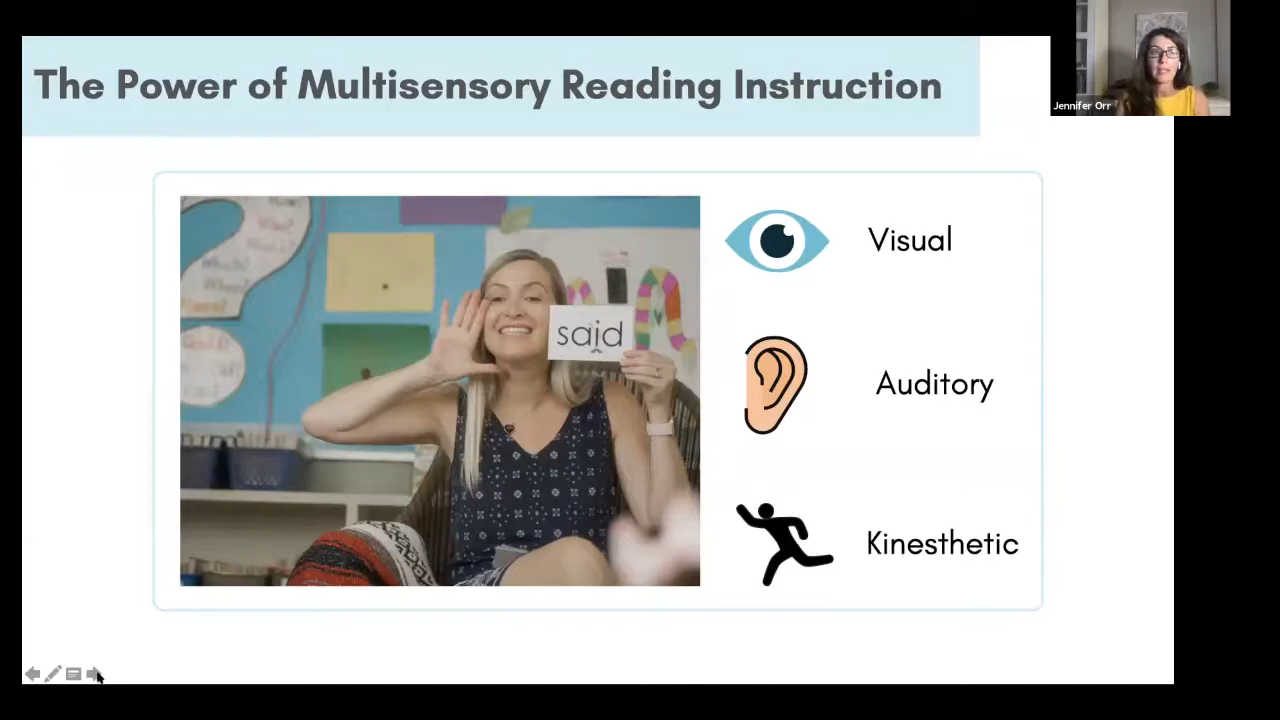 The Power of Multisensory Reading Instruction
Jennifer Orr
said
Visual
Auditory
Kinesthetic